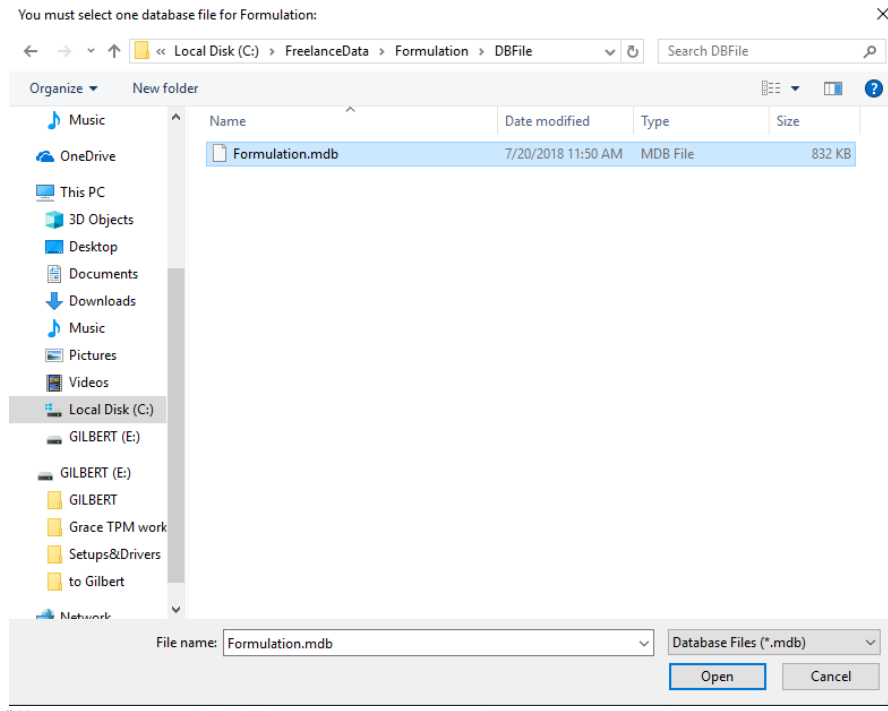 You must select one database file for Formulation:
« Local Disk (C:) › FreelanceData › Formulation › DBFile
Search DBFile
Organize
New folder
Name
Date modified
Type
Size
Formulation.mdb
7/20/2018 11:50 AM
MDB File
832 KB
Music
OneDrive
This PC
3D Objects
Desktop
Documents
Downloads
Music
Pictures
Videos
Local Disk (C:)
GILBERT (E:)
GILBERT (E:)
GILBERT
Grace TPM work
Setups&Drivers
to Gilbert
Network
File name:
Formulation.mdb
Database Files (*.mdb)
Open
Cancel